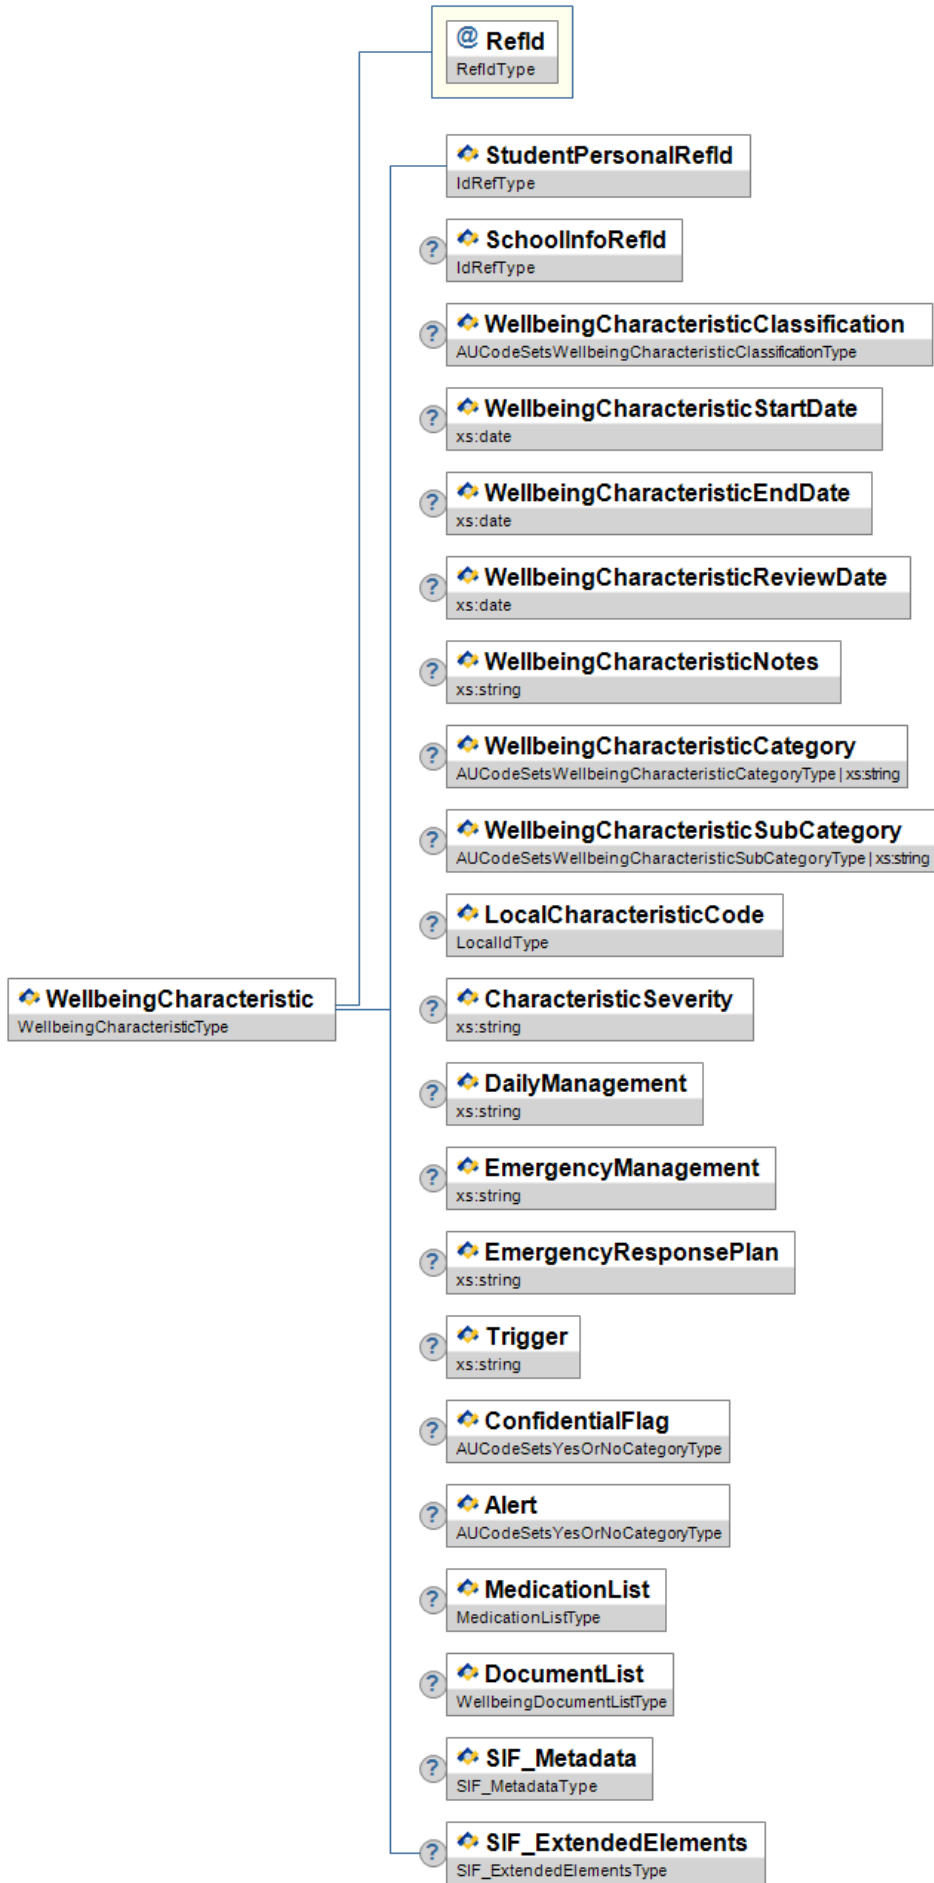 @ RefId
RefIdType
StudentPersonalRefId
IdRefType
?
SchoolInfoRefId
IdRefType
?
WellbeingCharacteristicClassification
AUCodeSetsWellbeingCharacteristicClassificationType
?
WellbeingCharacteristicStartDate
xs:date
?
WellbeingCharacteristicEndDate
xs:date
?
WellbeingCharacteristicReviewDate
xs:date
?
WellbeingCharacteristicNotes
xs:string
?
WellbeingCharacteristicCategory
AUCodeSetsWellbeingCharacteristicCategoryType | xs:string
?
WellbeingCharacteristicSubCategory
AUCodeSetsWellbeingCharacteristicSubCategoryType | xs:string
?
LocalCharacteristicCode
LocalIdType
WellbeingCharacteristic
WellbeingCharacteristicType
?
CharacteristicSeverity
xs:string
?
DailyManagement
xs:string
?
EmergencyManagement
xs:string
?
EmergencyResponsePlan
xs:string
?
Trigger
xs:string
?
ConfidentialFlag
AUCodeSetsYesOrNoCategoryType
?
Alert
AUCodeSetsYesOrNoCategoryType
?
MedicationList
MedicationListType
?
DocumentList
WellbeingDocumentListType
?
SIF_Metadata
SIF_MetadataType
?
SIF_ExtendedElements
SIF_ExtendedElementsType